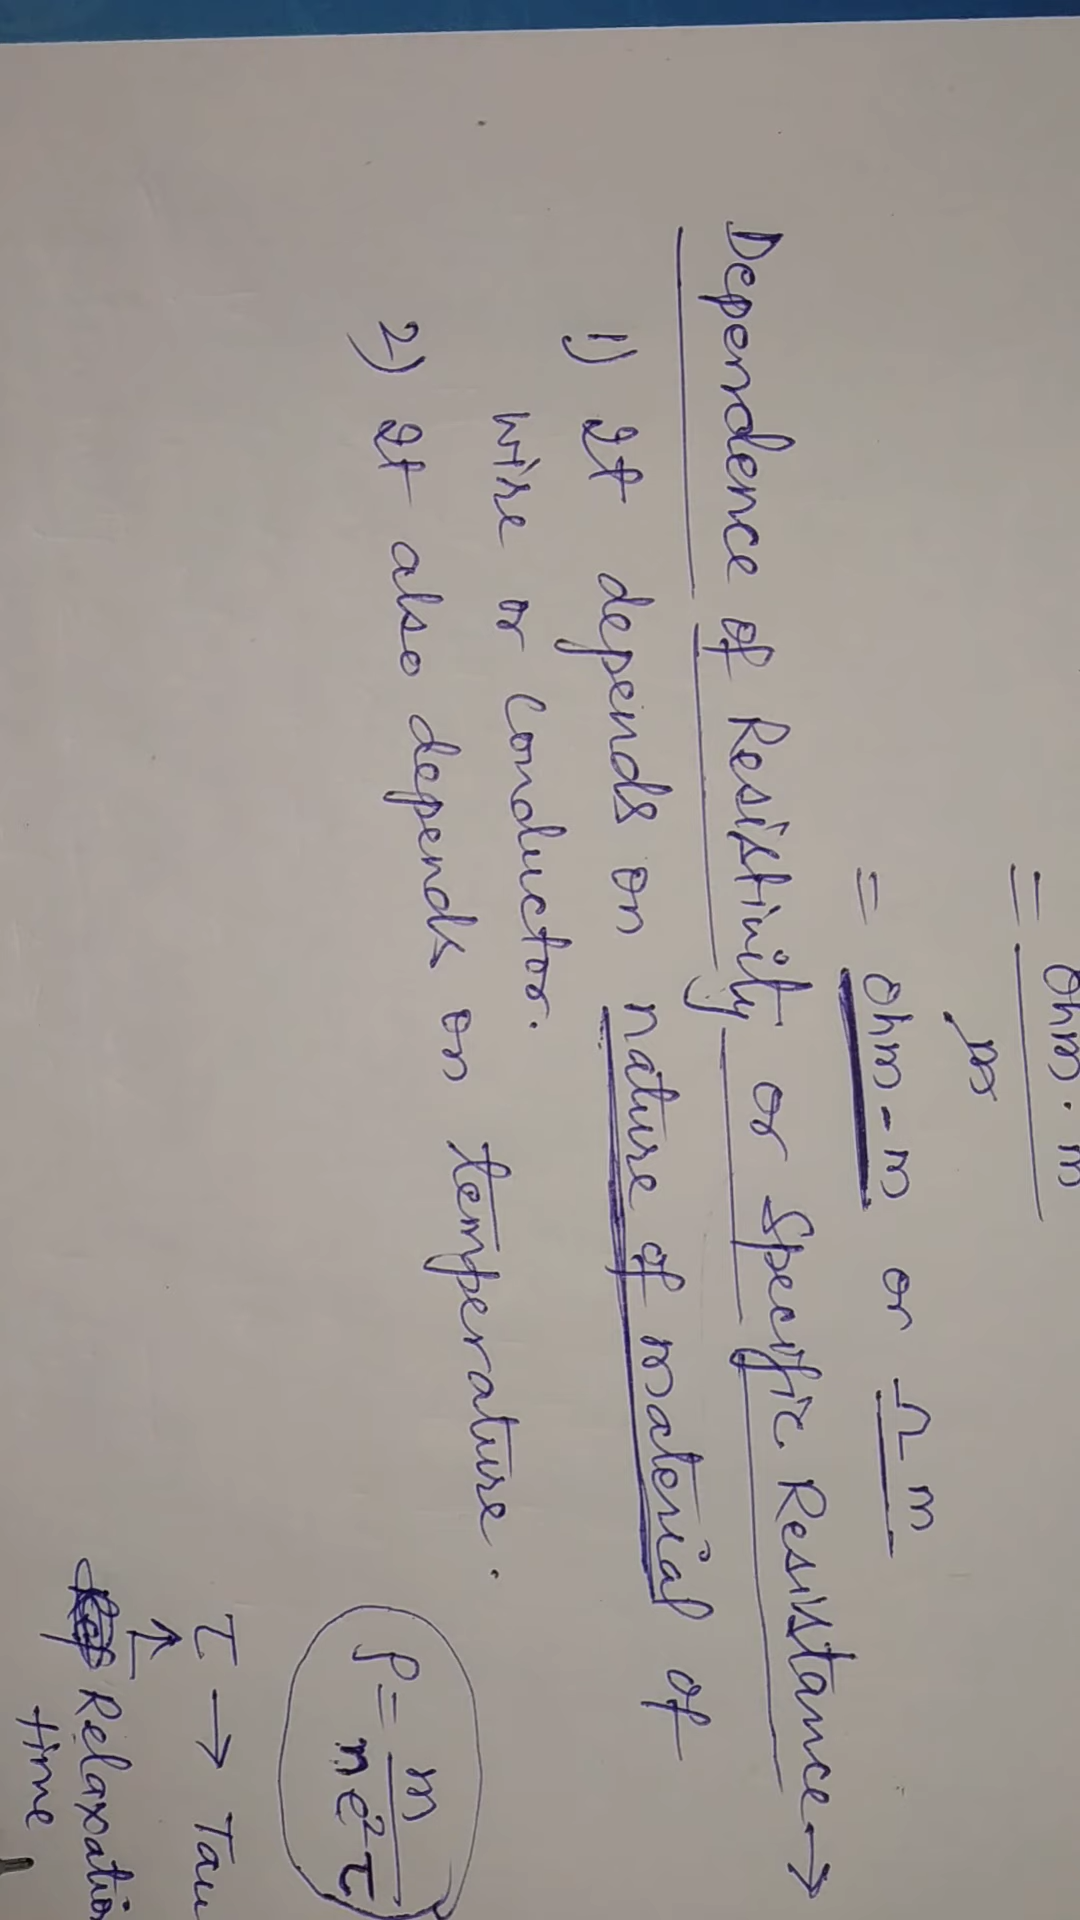 = ohm · m
m
= ohm - m or Ω m
Dependence of Resistivity or Specific Resistance →
1) It depends on nature of material of
wire or Conductor.
2) It also depends on temperature.
ρ = m
n e² τ
τ → Tau
↑
Relaxation
time